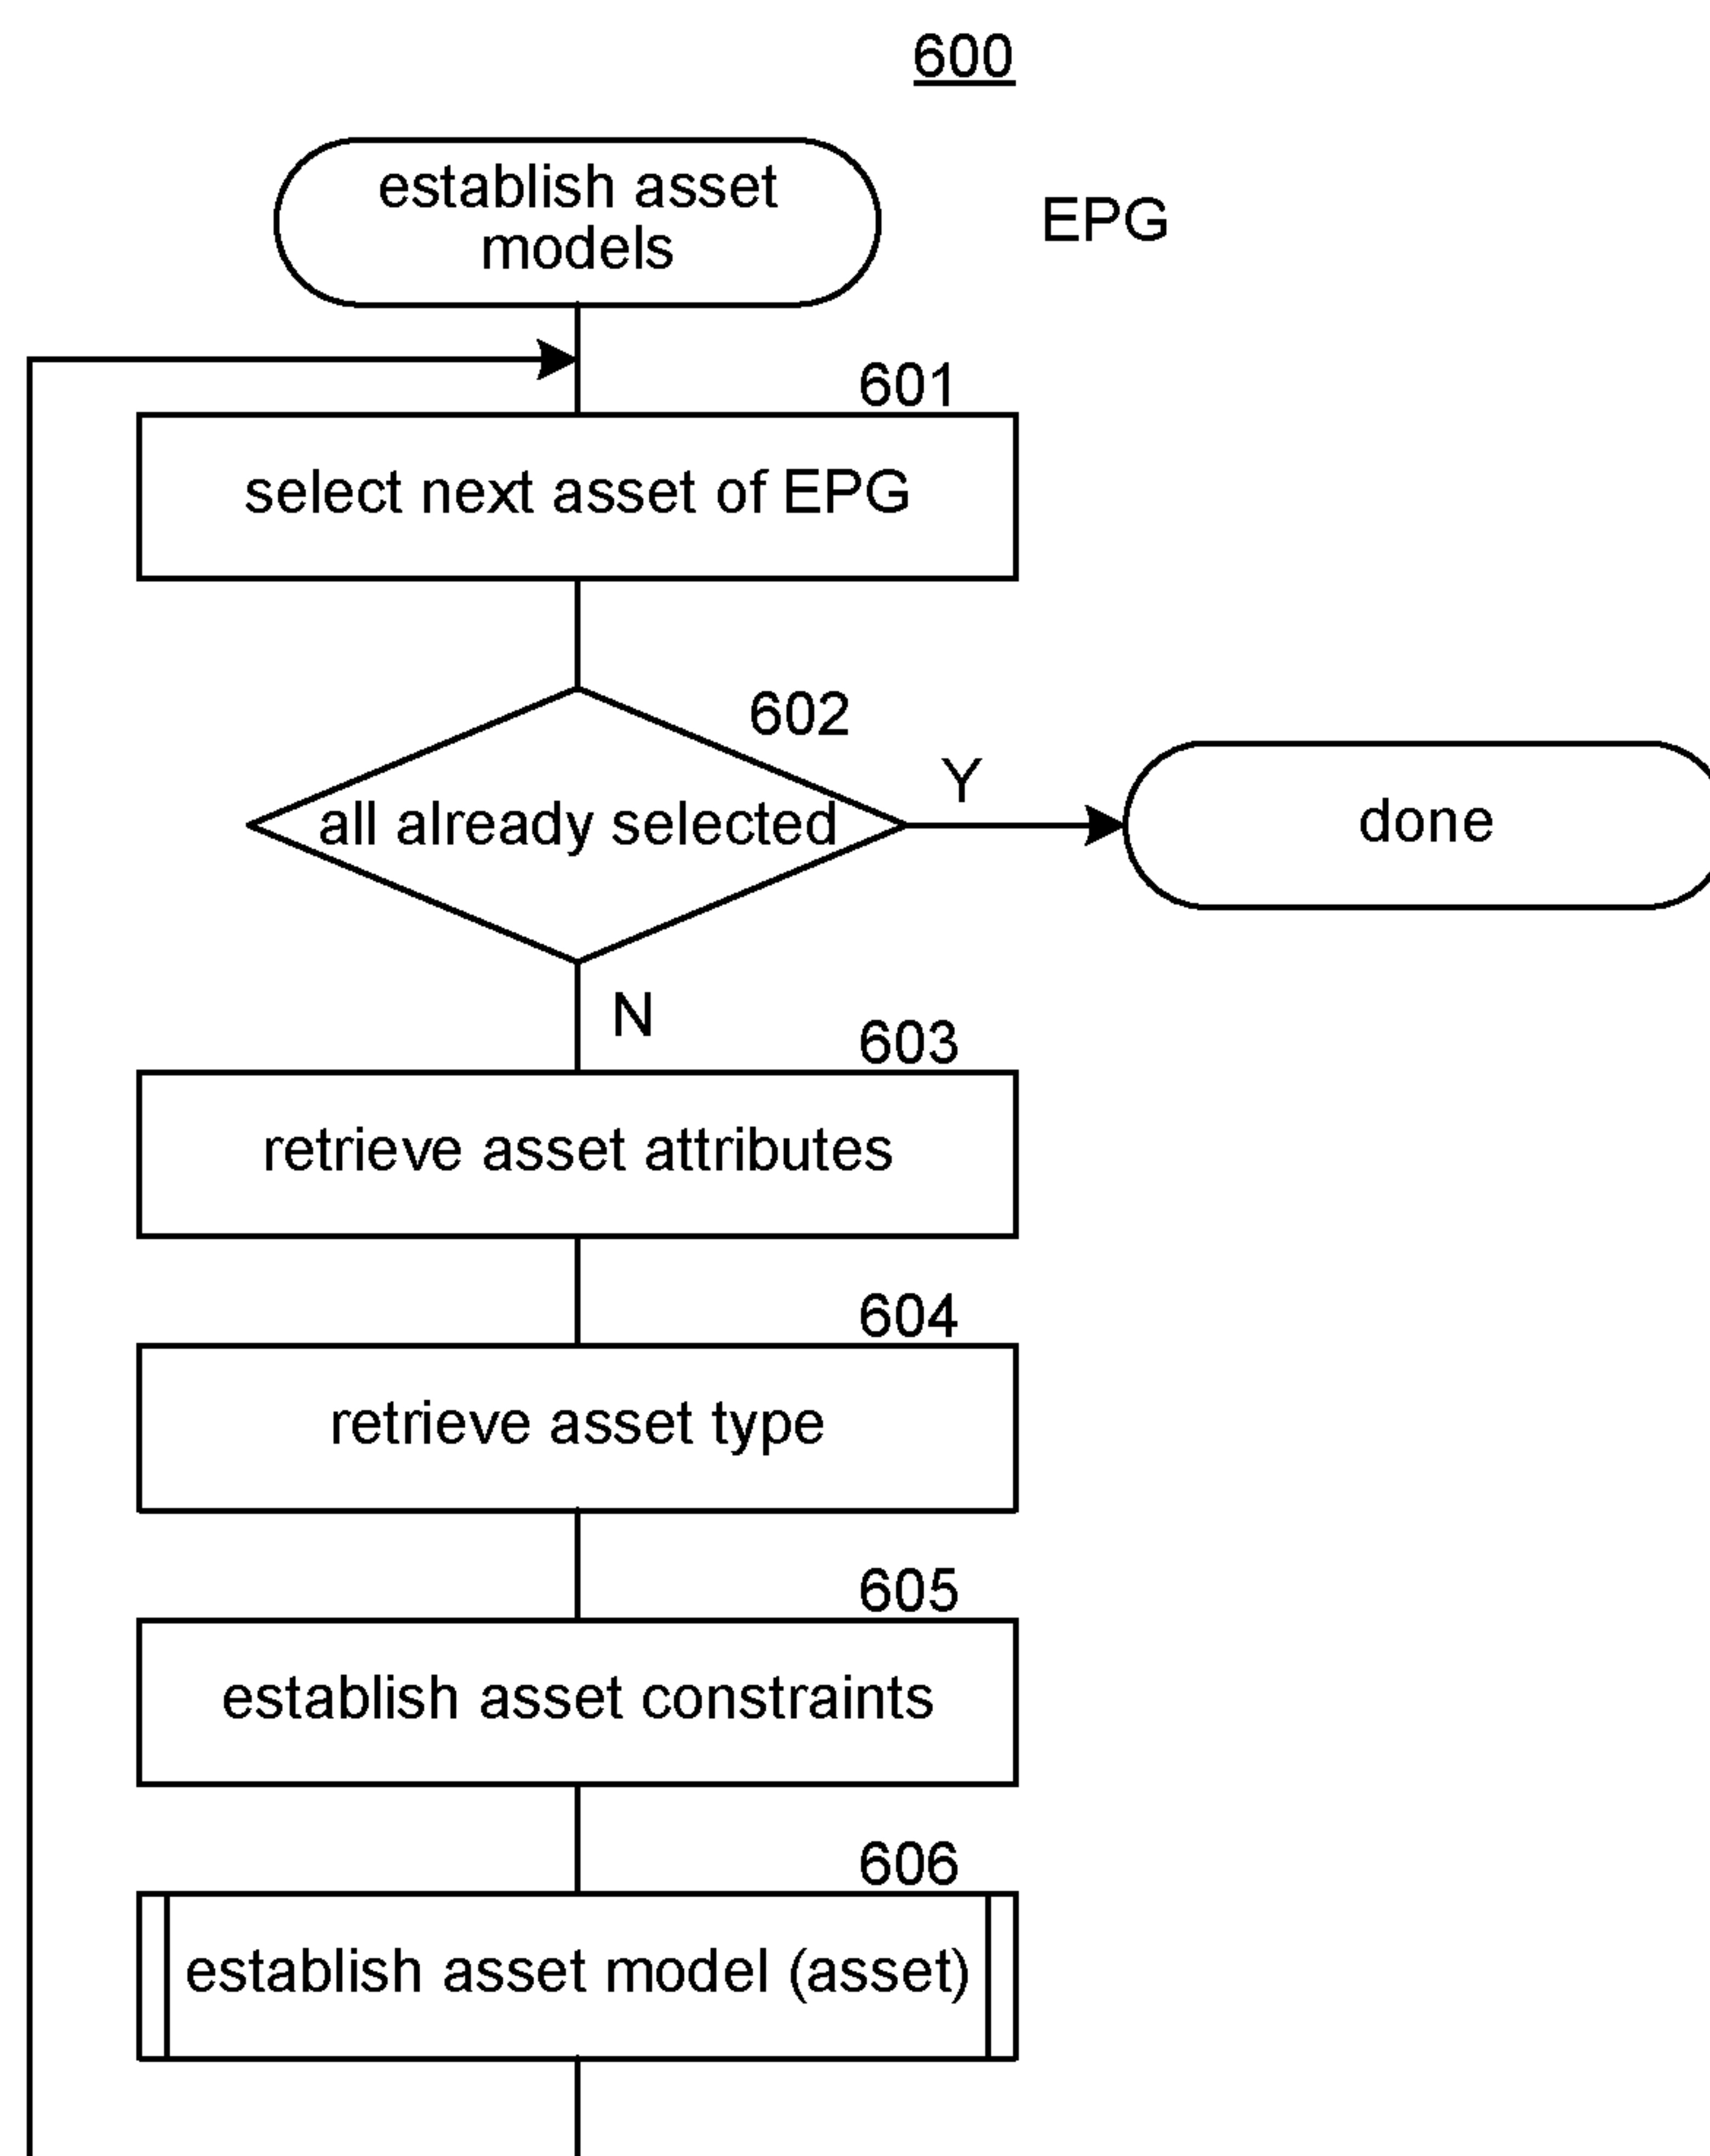 600
establish asset
models
EPG
601
select next asset of EPG
602
all already selected
Y
done
N
603
retrieve asset attributes
604
retrieve asset type
605
establish asset constraints
606
establish asset model (asset)